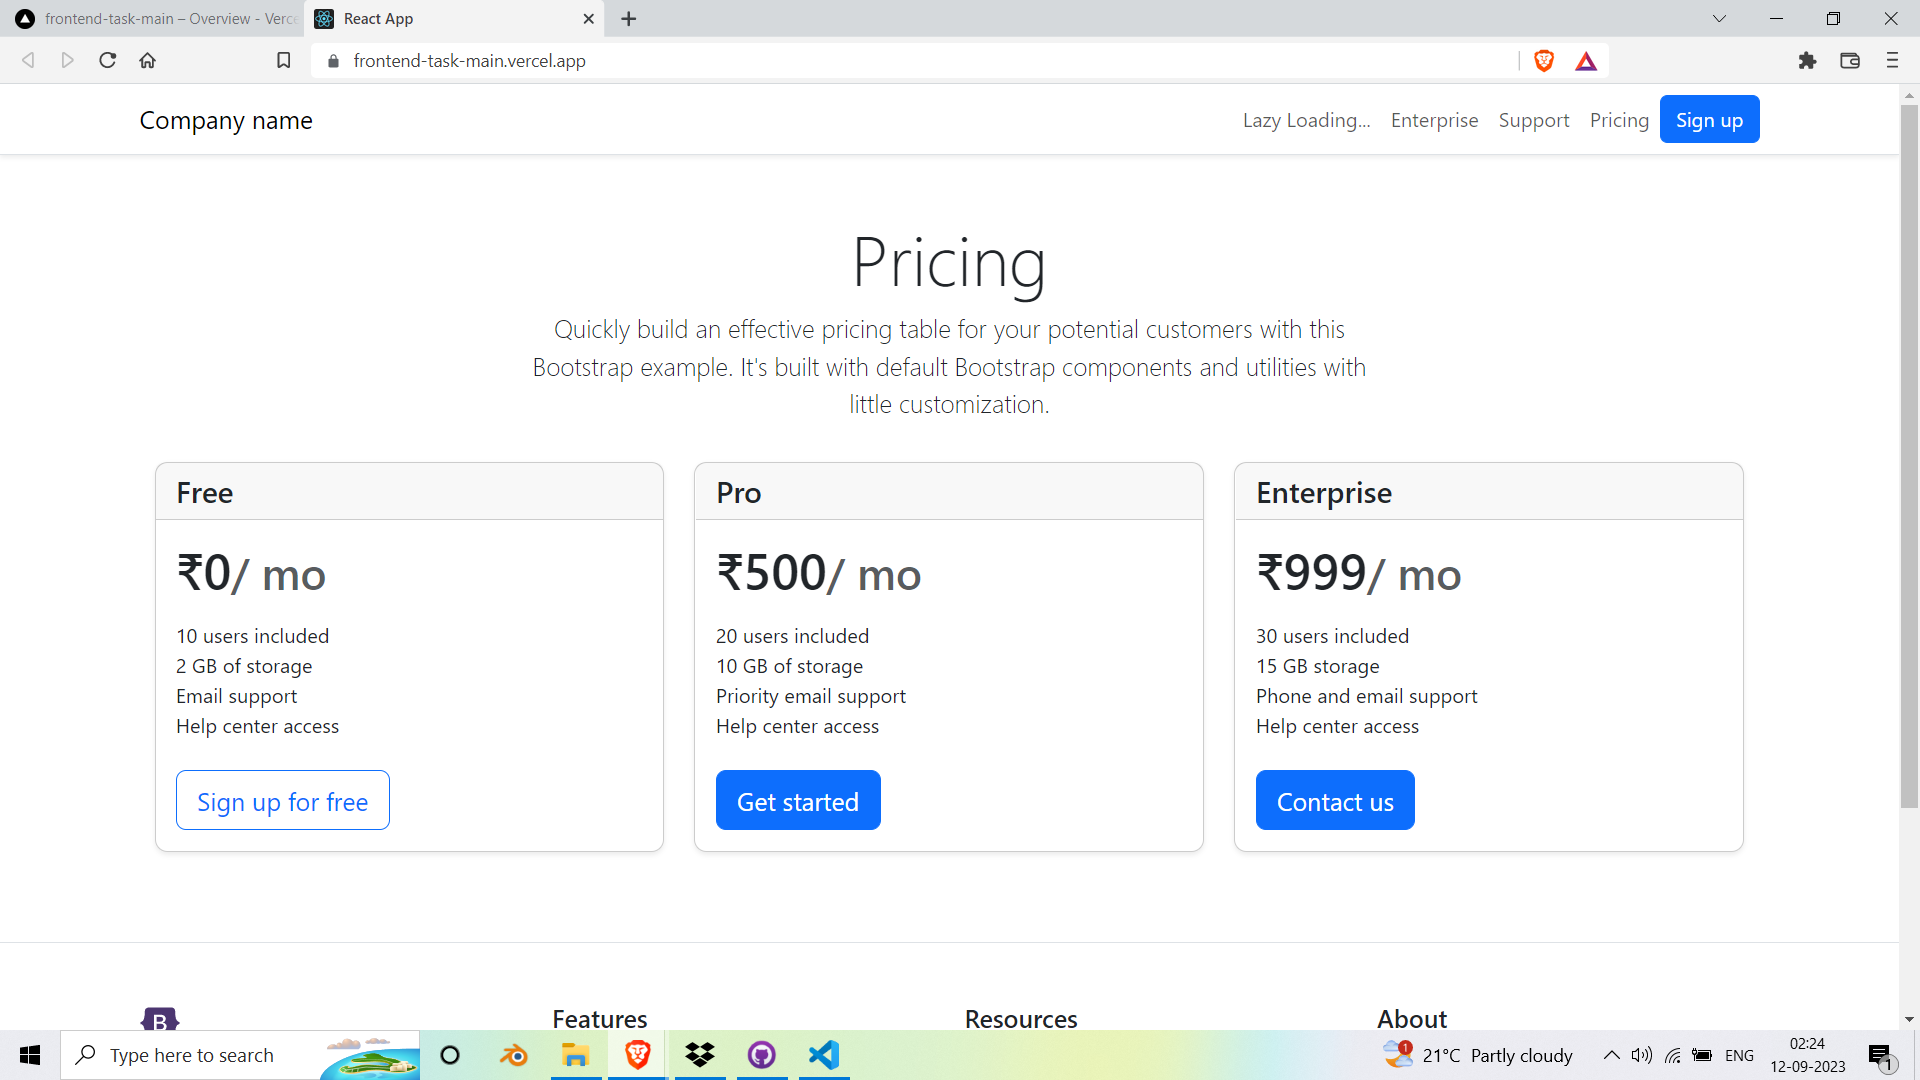 frontend-task-main – Overview - Verc
React App
frontend-task-main.vercel.app
Company name
Lazy Loading...
Enterprise
Support
Pricing
Sign up
Pricing
Quickly build an effective pricing table for your potential customers with this
Bootstrap example. It's built with default Bootstrap components and utilities with
little customization.
Free
₹0/ mo
10 users included
2 GB of storage
Email support
Help center access
Sign up for free
Pro
₹500/ mo
20 users included
10 GB of storage
Priority email support
Help center access
Get started
Enterprise
₹999/ mo
30 users included
15 GB storage
Phone and email support
Help center access
Contact us
B
Features
Resources
About
Type here to search
1
21°C Partly cloudy
ENG
02:24
12-09-2023
1